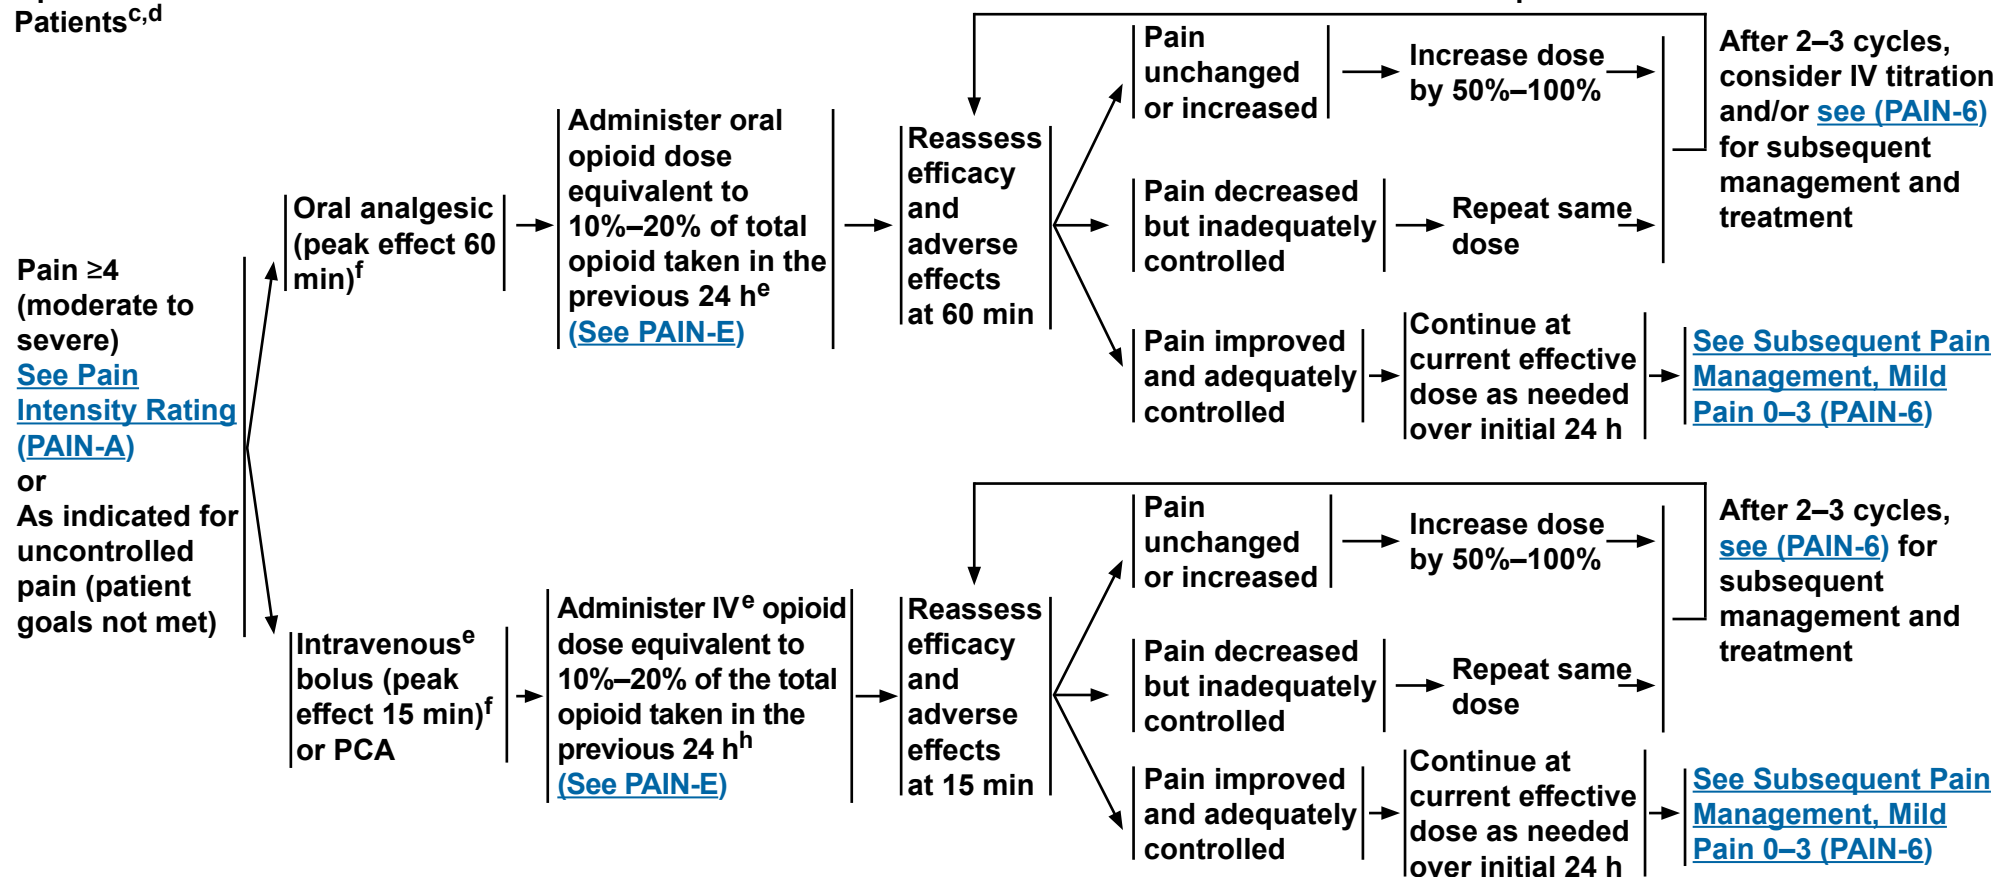 Patientsc,d
Pain ≥4
(moderate to
severe)
See Pain
Intensity Rating
(PAIN-A)
or
As indicated for
uncontrolled
pain (patient
goals not met)
Oral analgesic
(peak effect 60
min)f
Administer oral
opioid dose
equivalent to
10%–20% of total
opioid taken in the
previous 24 he
(See PAIN-E)
Reassess
efficacy
and
adverse
effects
at 60 min
Pain
unchanged
or increased
Increase dose
by 50%–100%
Pain decreased
but inadequately
controlled
Repeat same
dose
After 2–3 cycles,
consider IV titration
and/or see (PAIN-6)
for subsequent
management and
treatment
Pain improved
and adequately
controlled
Continue at
current effective
dose as needed
over initial 24 h
See Subsequent Pain
Management, Mild
Pain 0–3 (PAIN-6)
Intravenouse
bolus (peak
effect 15 min)f
or PCA
Administer IVe opioid
dose equivalent to
10%–20% of the total
opioid taken in the
previous 24 hh
(See PAIN-E)
Reassess
efficacy
and
adverse
effects
at 15 min
Pain
unchanged
or increased
Increase dose
by 50%–100%
Pain decreased
but inadequately
controlled
Repeat same
dose
After 2–3 cycles,
see (PAIN-6) for
subsequent
management and
treatment
Pain improved
and adequately
controlled
Continue at
current effective
dose as needed
over initial 24 h
See Subsequent Pain
Management, Mild
Pain 0–3 (PAIN-6)